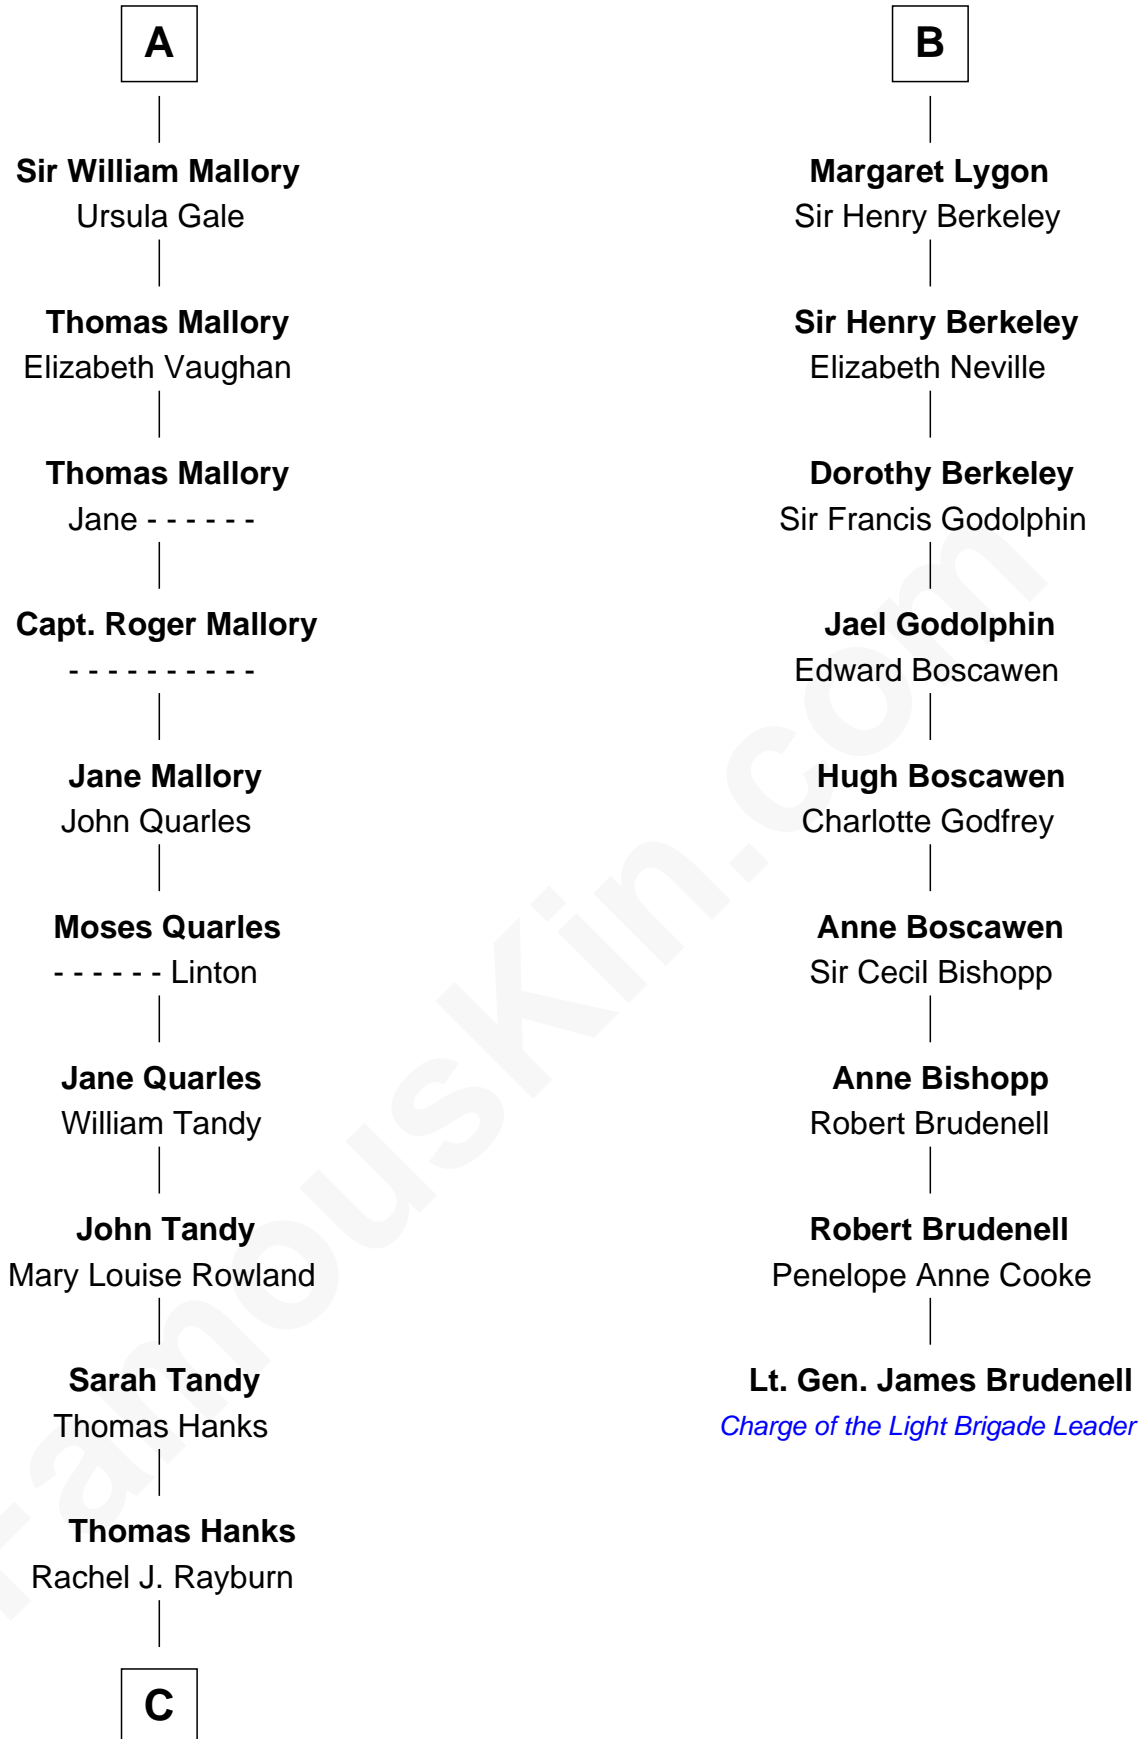 A
Sir William Mallory
Ursula Gale
Thomas Mallory
Elizabeth Vaughan
Thomas Mallory
Jane - - - - - -
Capt. Roger Mallory
- - - - - - - - - -
Jane Mallory
John Quarles
Moses Quarles
- - - - - - Linton
Jane Quarles
William Tandy
John Tandy
Mary Louise Rowland
Sarah Tandy
Thomas Hanks
Thomas Hanks
Rachel J. Rayburn
C
B
Margaret Lygon
Sir Henry Berkeley
Sir Henry Berkeley
Elizabeth Neville
Dorothy Berkeley
Sir Francis Godolphin
Jael Godolphin
Edward Boscawen
Hugh Boscawen
Charlotte Godfrey
Anne Boscawen
Sir Cecil Bishopp
Anne Bishopp
Robert Brudenell
Robert Brudenell
Penelope Anne Cooke
Lt. Gen. James Brudenell
Charge of the Light Brigade Leader
FamousKin.com